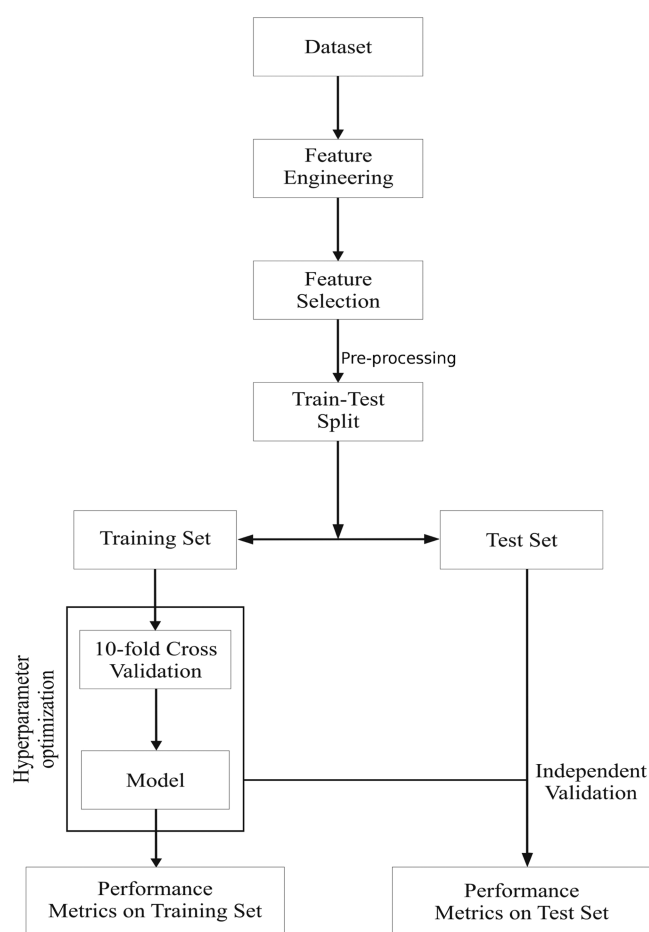 Dataset
Feature
Engineering
Feature
Selection
Pre-processing
Train-Test
Split
Training Set
Test Set
Hyperparameter
optimization
10-fold Cross
Validation
Model
Independent
Validation
Performance
Metrics on Training Set
Performance
Metrics on Test Set